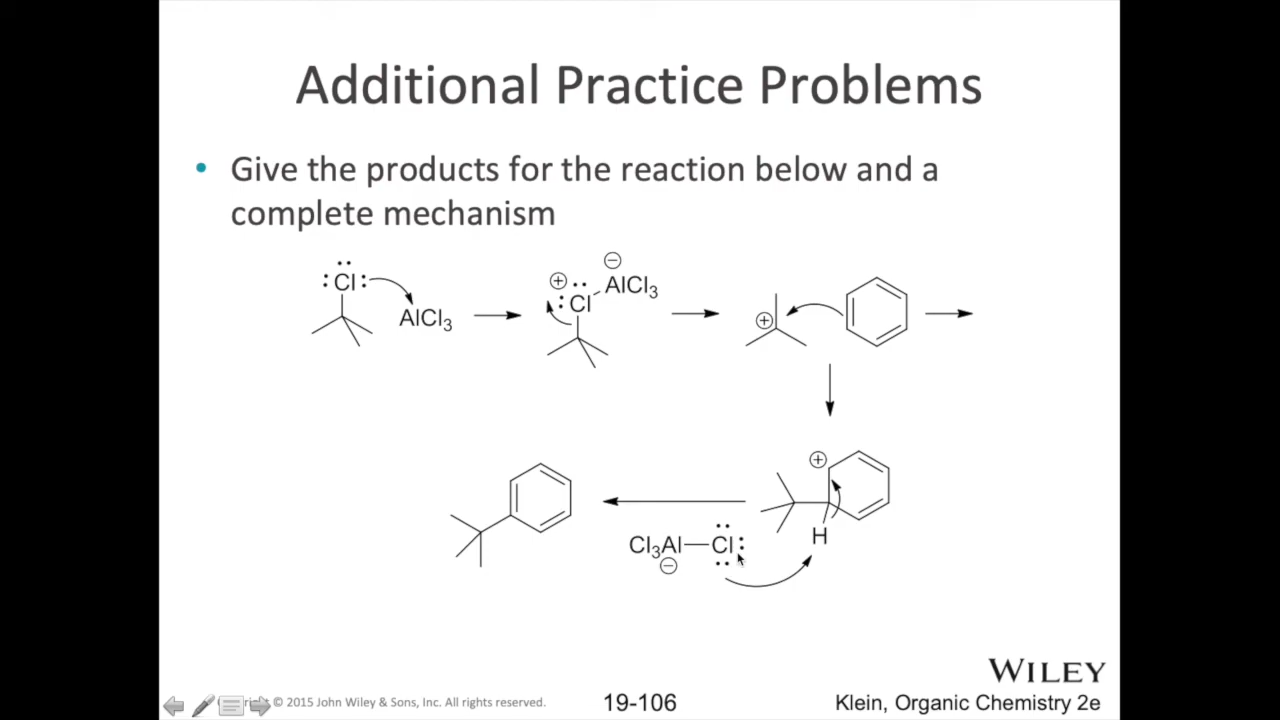 Additional Practice Problems
• Give the products for the reaction below and a
complete mechanism
:Cl: AlCl3
⊕ :Cl AlCl3 ⊖
⊕
⊕
H
Cl3Al—Cl:
⊖
WILEY
© 2015 John Wiley & Sons, Inc. All rights reserved.
19-106
Klein, Organic Chemistry 2e